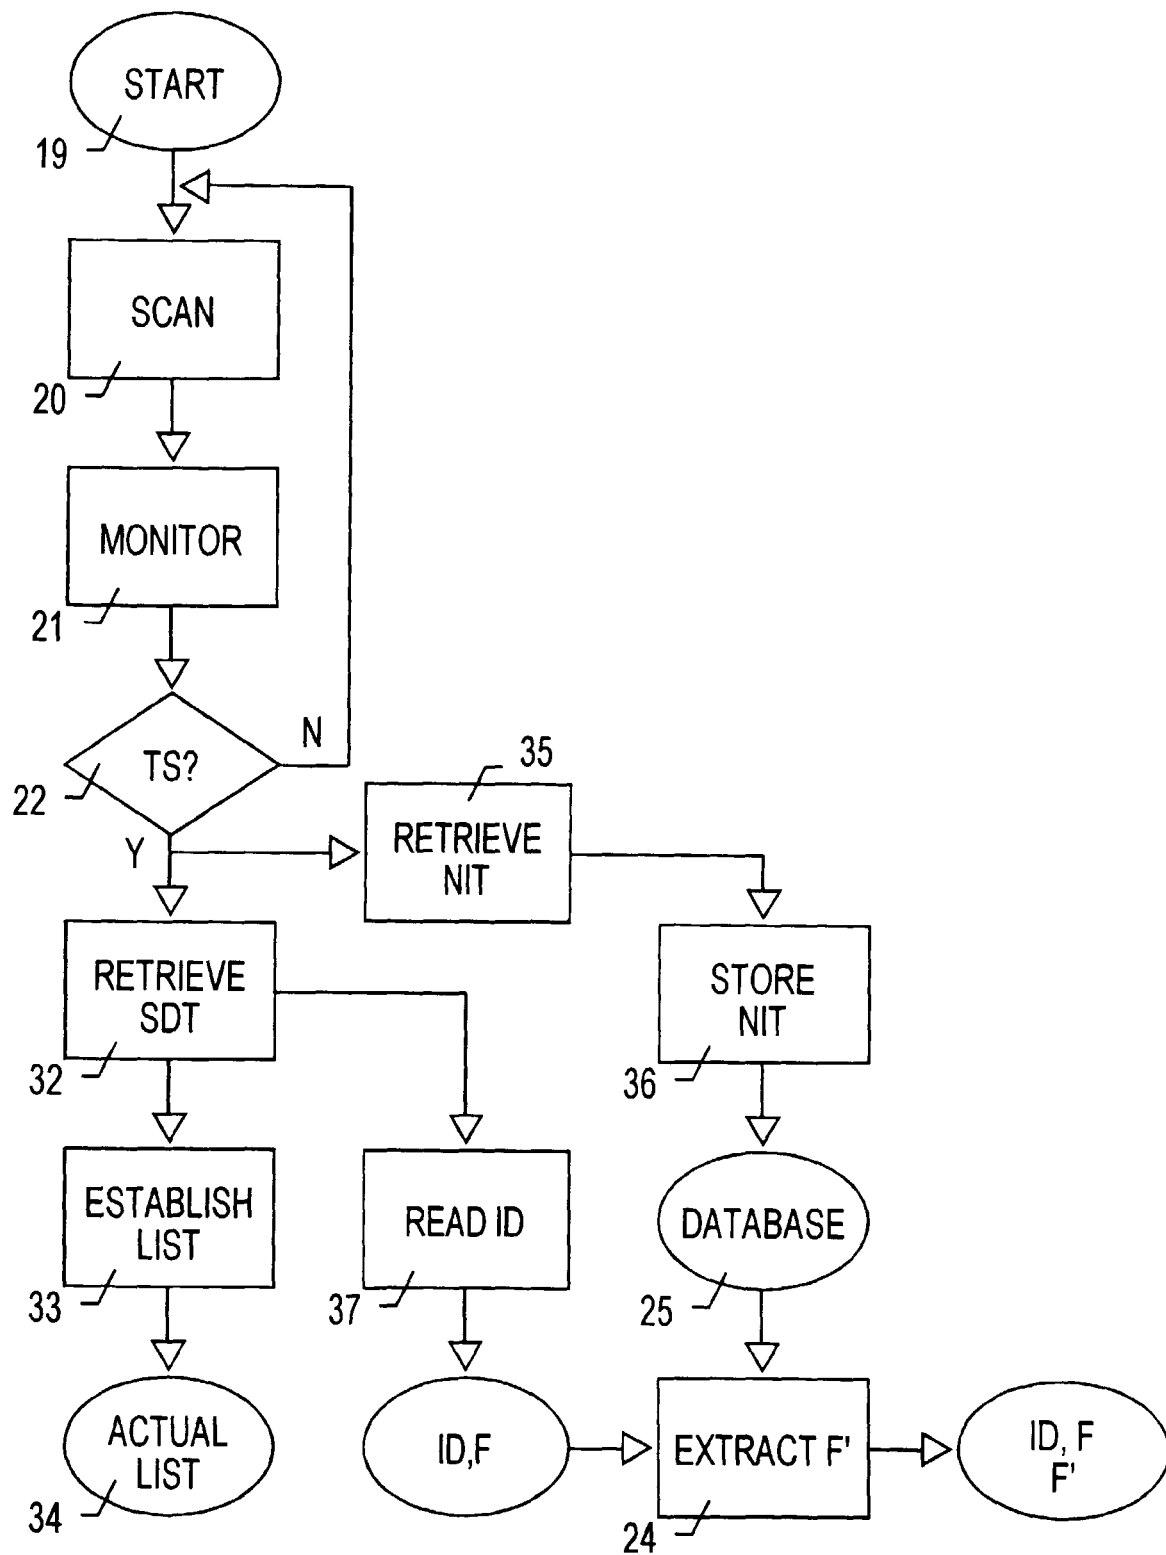 START
19
SCAN
20
MONITOR
21
TS?
N
22
Y
35
RETRIEVE
NIT
RETRIEVE
SDT
32
STORE
NIT
36
ESTABLISH
LIST
33
READ ID
37
DATABASE
25
ACTUAL
LIST
34
ID,F
EXTRACT F'
24
ID, F
F'